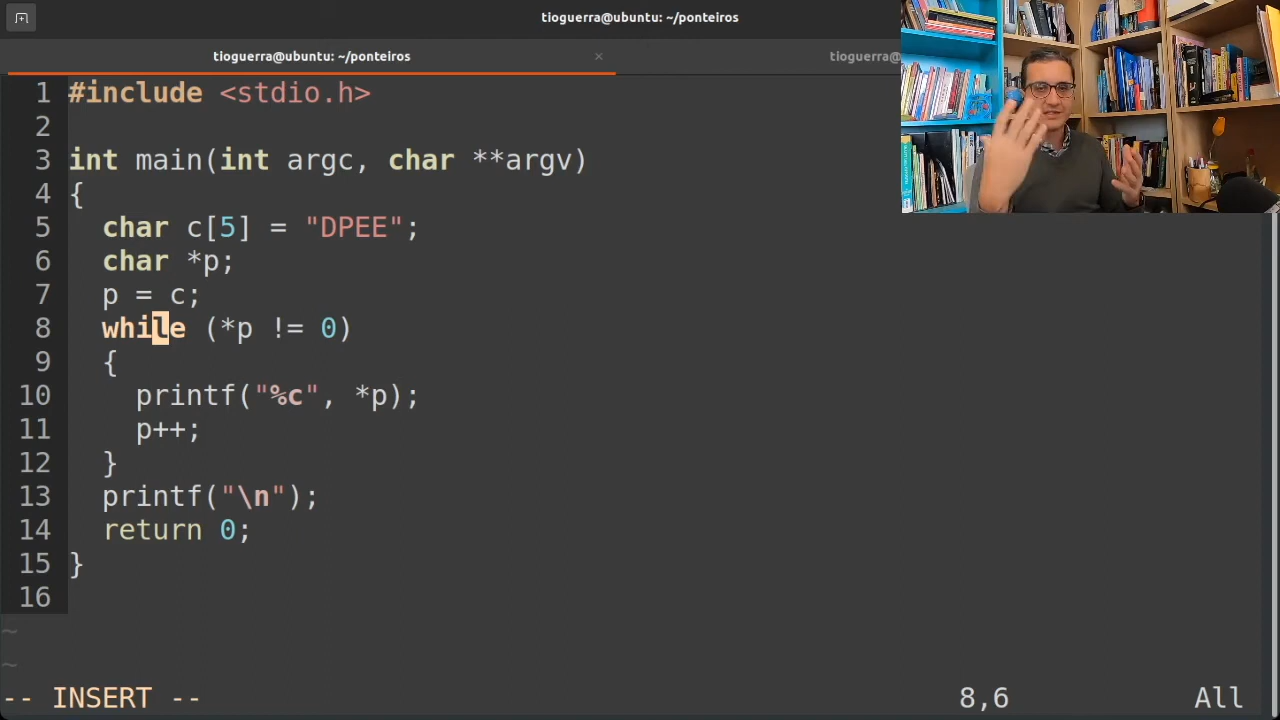 tioguerra@ubuntu: ~/ponteiros
tioguerra@ubuntu: ~/ponteiros × tioguerra@
1 #include <stdio.h>
2
3 int main(int argc, char **argv)
4 {
5   char c[5] = "DPEE";
6   char *p;
7   p = c;
8   while (*p != 0)
9   {
10     printf("%c", *p);
11     p++;
12   }
13   printf("\n");
14   return 0;
15 }
16
~
~
-- INSERT -- 8,6 All